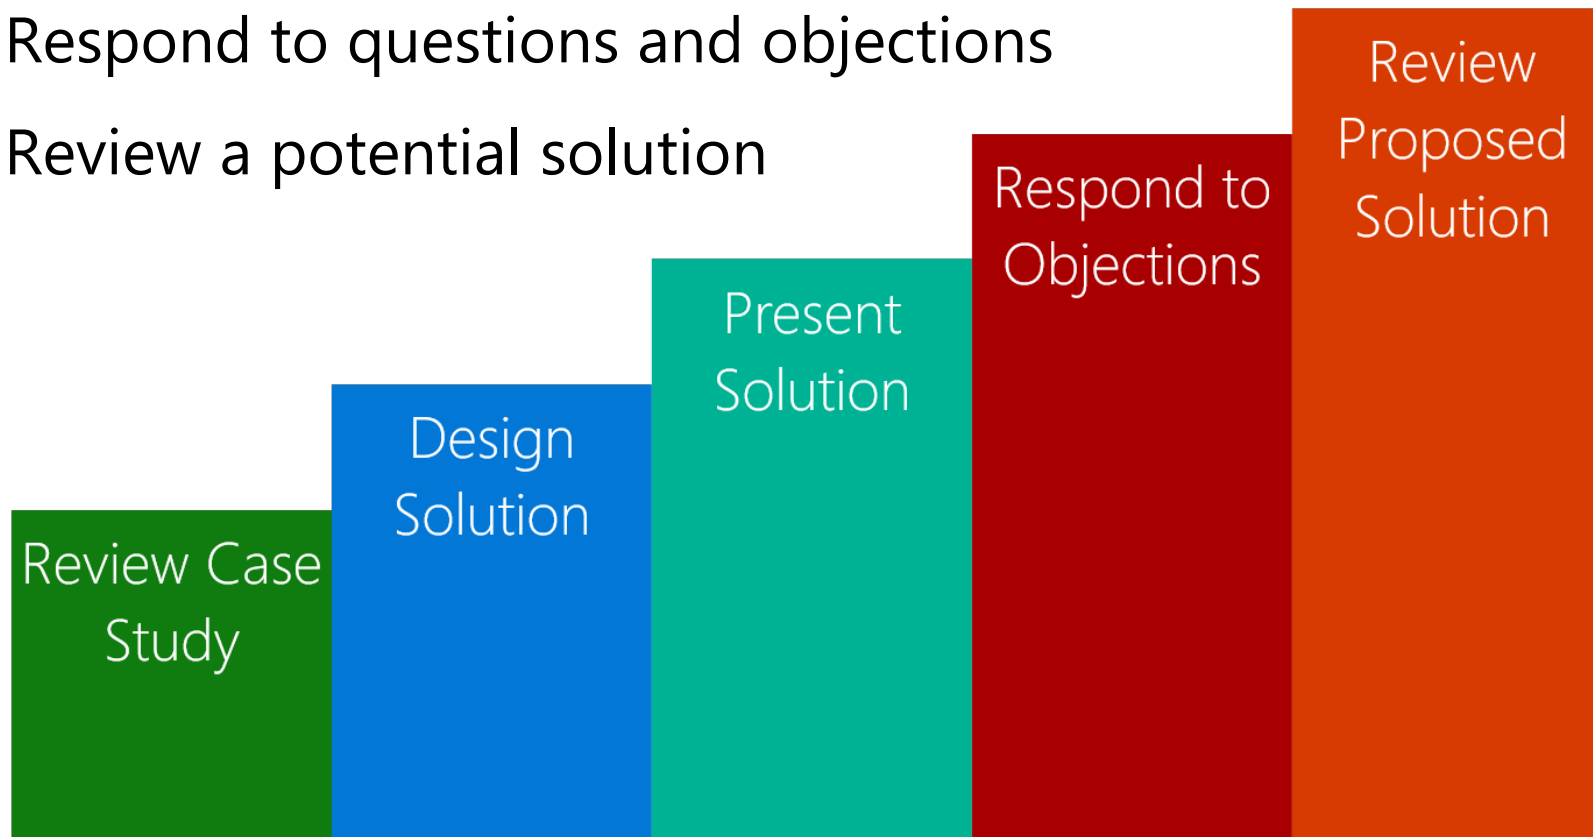 Respond to questions and objections
Review a potential solution
Review Case
Study
Design
Solution
Present
Solution
Respond to
Objections
Review
Proposed
Solution